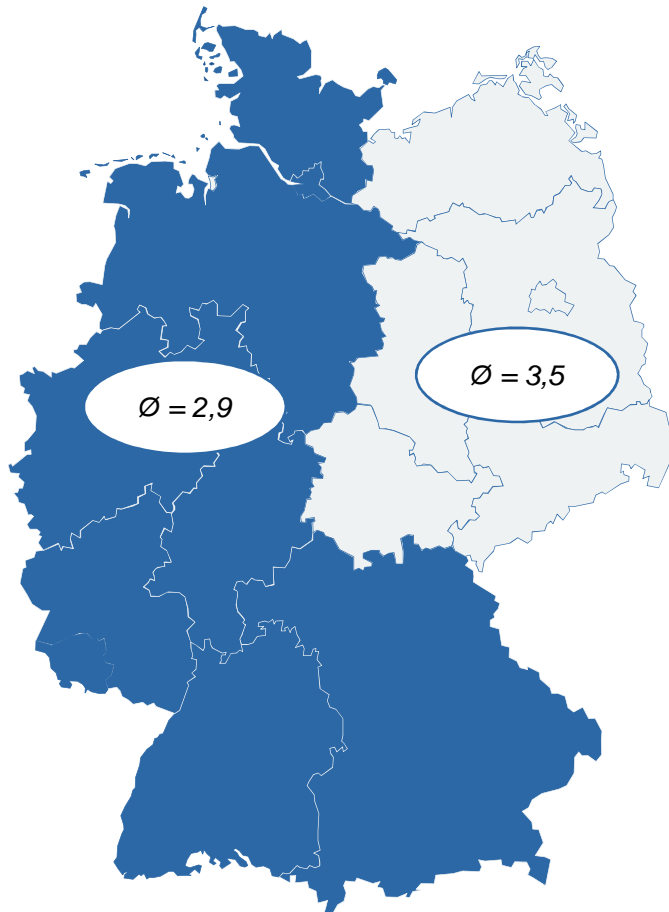 Ø = 3,5
Ø = 2,9